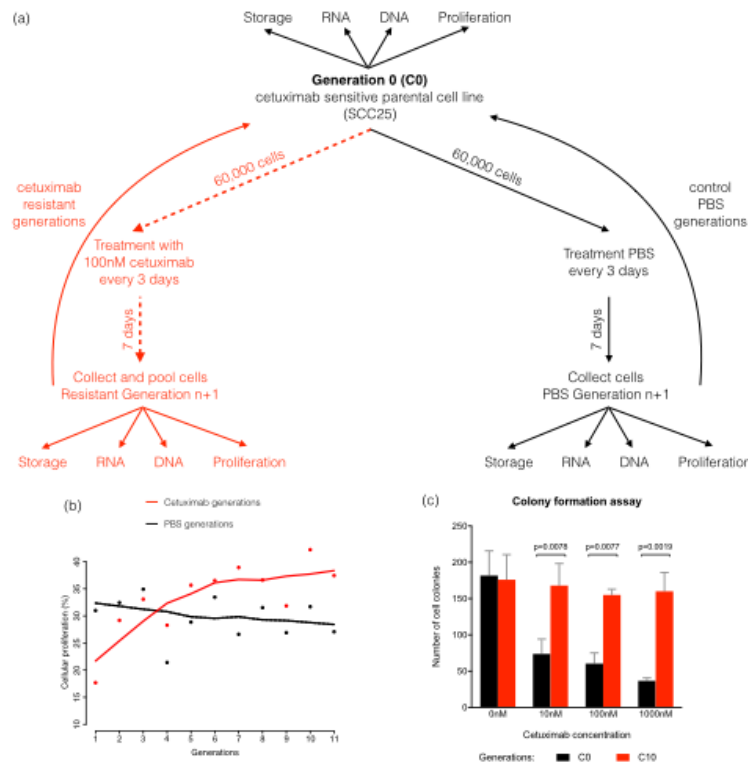 (a)
Storage RNA DNA Proliferation
Generation 0 (C0)
cetuximab sensitive parental cell line
(SCC25)
60,000 cells
60,000 cells
cetuximab
resistant
generations
control
PBS
generations
Treatment with
100nM cetuximab
every 3 days
Treatment PBS
every 3 days
7 days
7 days
Collect and pool cells
Resistant Generation n+1
Collect cells
PBS Generation n+1
Storage RNA DNA Proliferation
Storage RNA DNA Proliferation
(b)
Cetuximab generations
PBS generations
Cellular proliferation (%)
40
35
30
25
20
15
10
1 2 3 4 5 6 7 8 9 10 11
Generations
(c)
Colony formation assay
Number of cell colonies
250
200
150
100
50
0
p=0.0078 p=0.0077 p=0.0019
0nM 10nM 100nM 1000nM
Cetuximab concentration
Generations: C0 C10